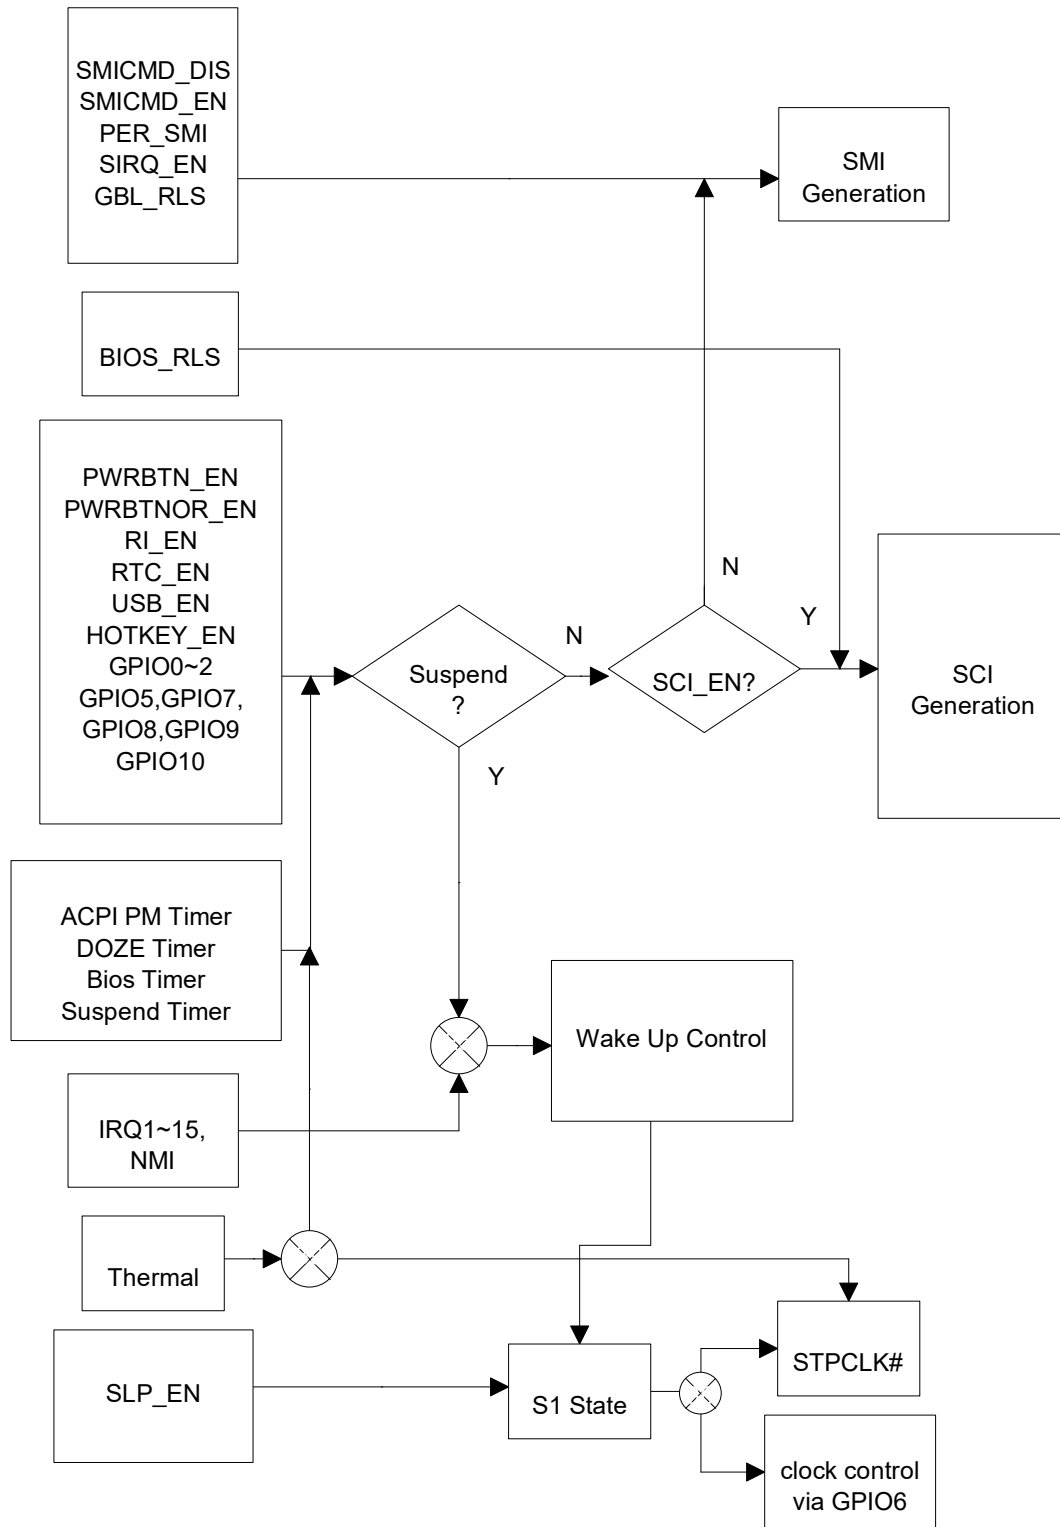 SMICMD_DIS
SMICMD_EN
PER_SMI
SIRQ_EN
GBL_RLS
SMI
Generation
BIOS_RLS
PWRBTN_EN
PWRBTNOR_EN
RI_EN
RTC_EN
USB_EN
HOTKEY_EN
GPIO0~2
GPIO5,GPIO7,
GPIO8,GPIO9
GPIO10
Suspend
?
N
Y
SCI_EN?
N
Y
SCI
Generation
ACPI PM Timer
DOZE Timer
Bios Timer
Suspend Timer
Wake Up Control
IRQ1~15,
NMI
Thermal
SLP_EN
S1 State
STPCLK#
clock control
via GPIO6